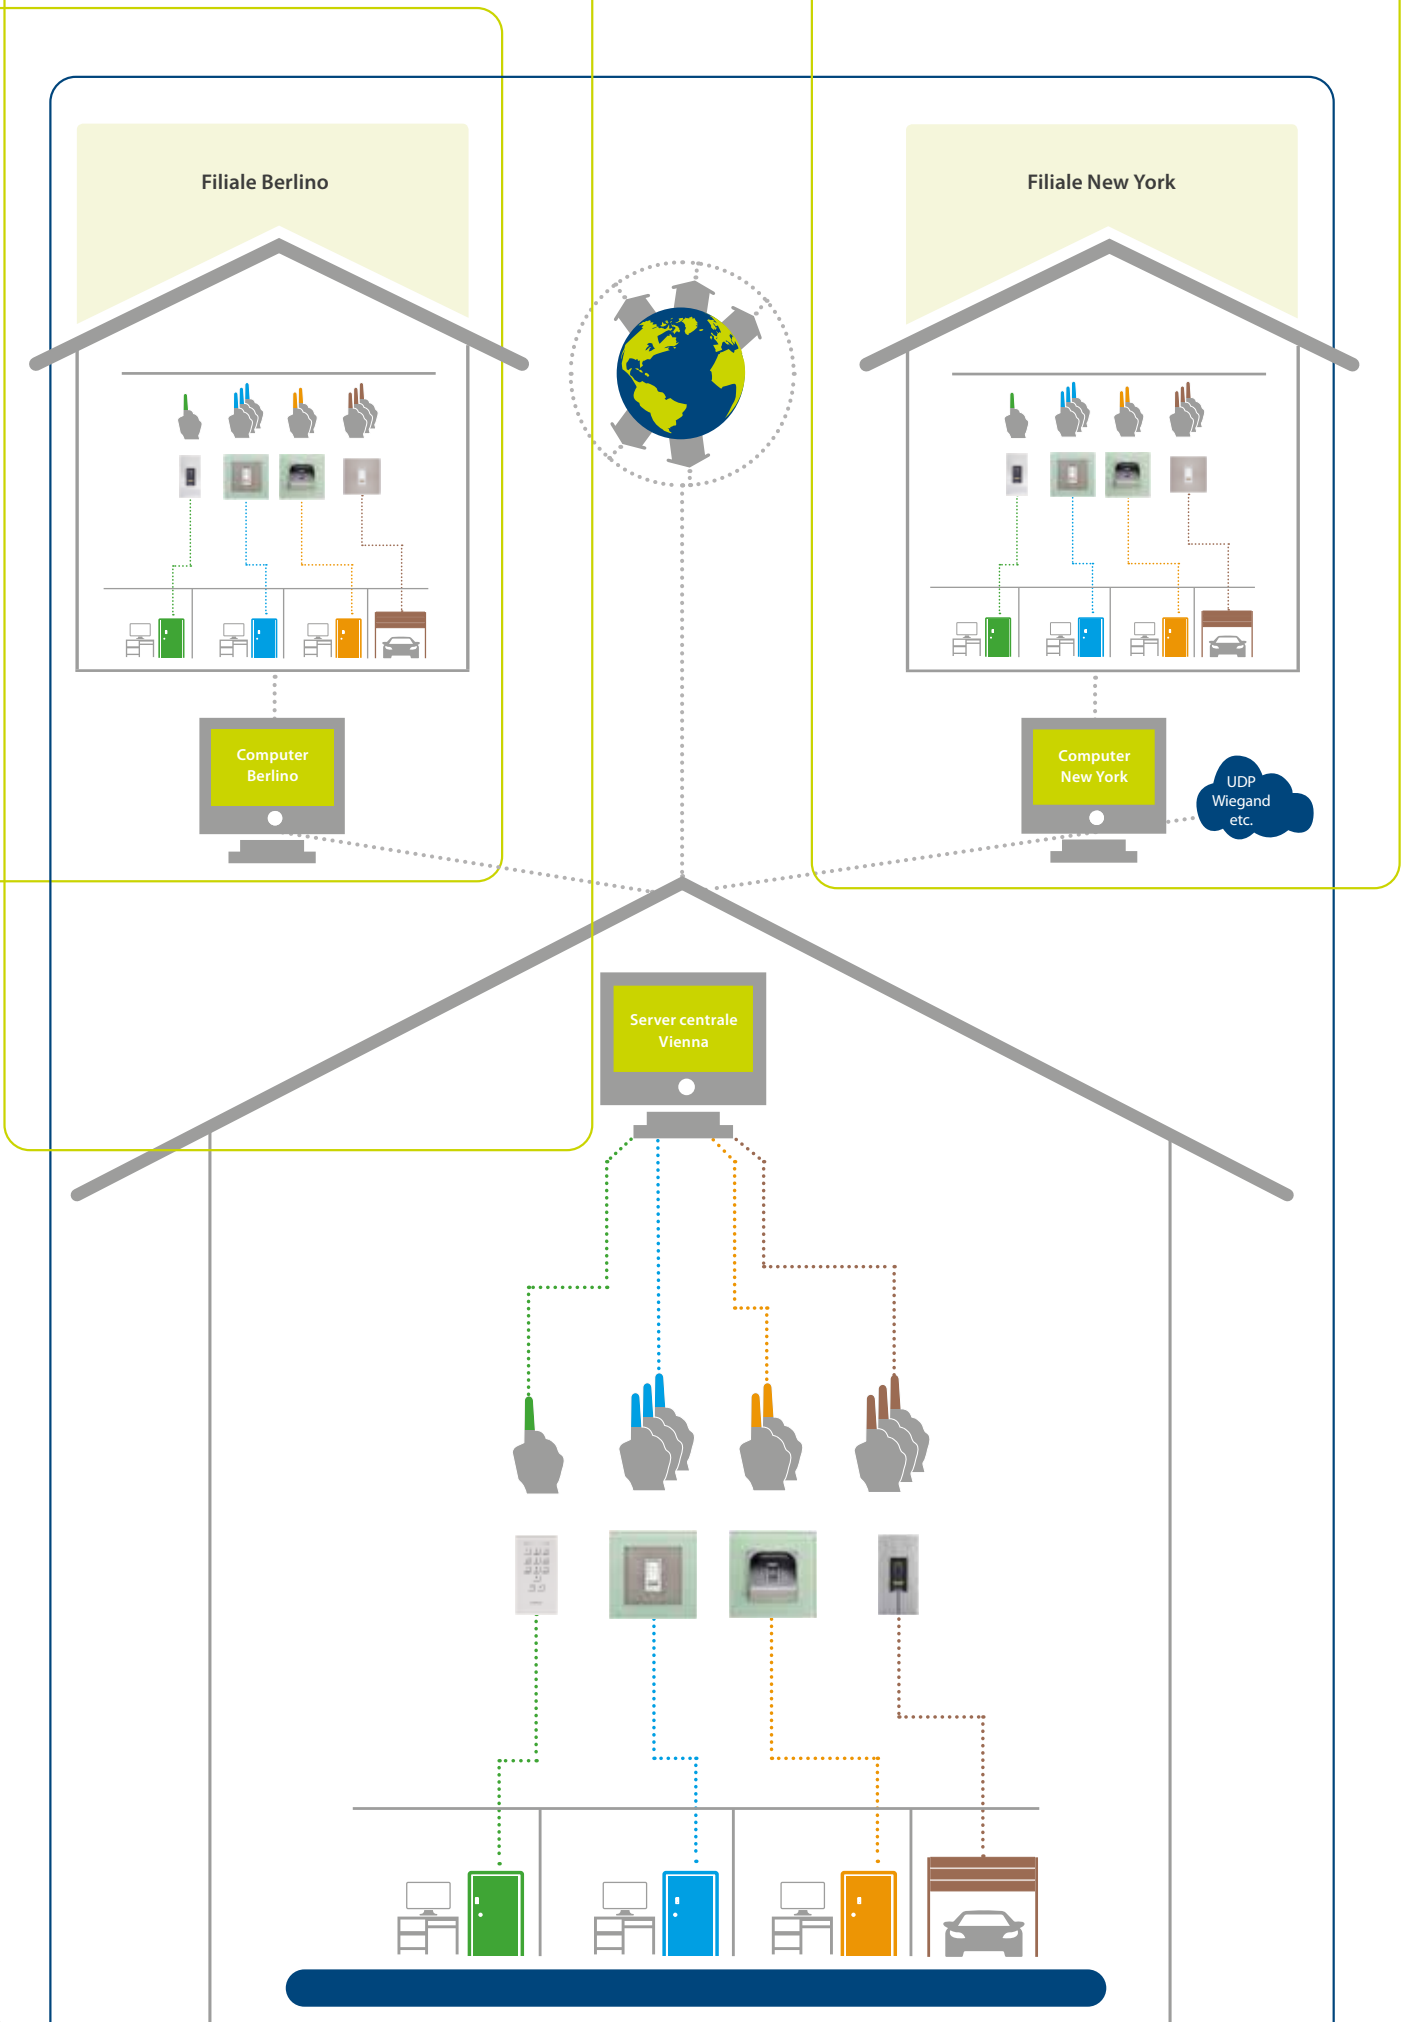 Filiale Berlino
Filiale New York
Computer
Berlino
Computer
New York
UDP
Wiegand
etc.
Server centrale
Vienna